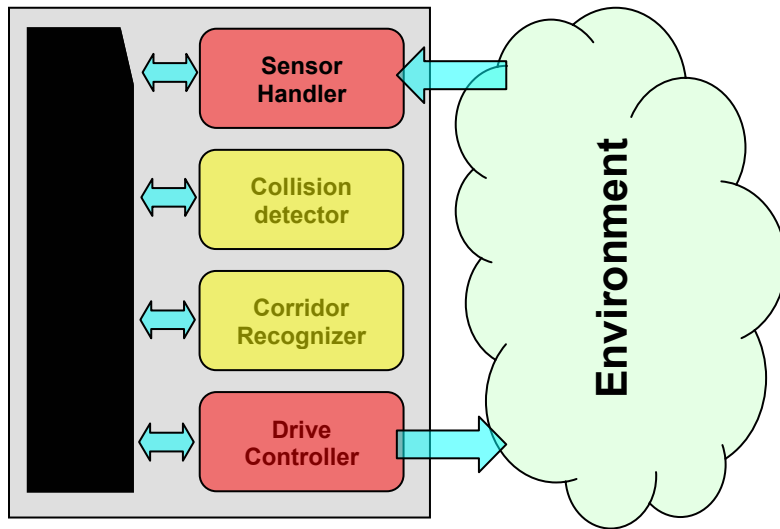 Sensor
Handler
Collision
detector
Corridor
Recognizer
Drive
Controller
Environment